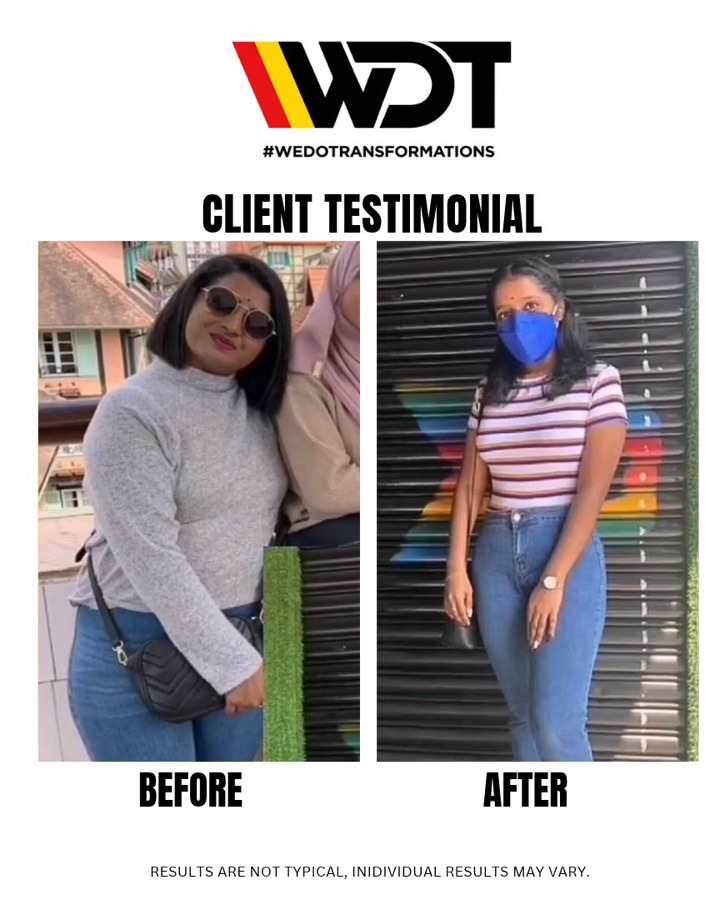 WDT
#WEDOTRANSFORMATIONS
CLIENT TESTIMONIAL
BEFORE
AFTER
RESULTS ARE NOT TYPICAL, INIDIVIDUAL RESULTS MAY VARY.